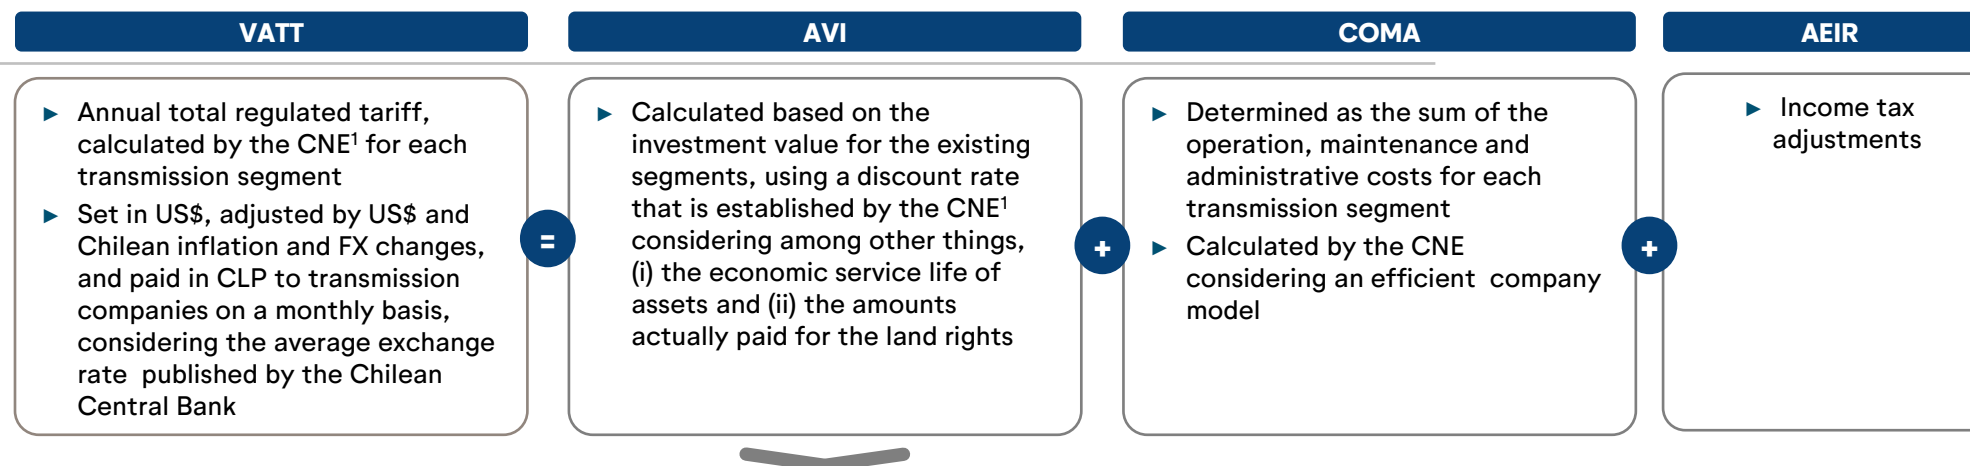 VATT
► Annual total regulated tariff,
calculated by the CNE¹ for each
transmission segment
► Set in US$, adjusted by US$ and
Chilean inflation and FX changes,
and paid in CLP to transmission
companies on a monthly basis,
considering the average exchange
rate published by the Chilean
Central Bank
=
AVI
► Calculated based on the
investment value for the existing
segments, using a discount rate
that is established by the CNE¹
considering among other things,
(i) the economic service life of
assets and (ii) the amounts
actually paid for the land rights
+
COMA
► Determined as the sum of the
operation, maintenance and
administrative costs for each
transmission segment
► Calculated by the CNE
considering an efficient company
model
+
AEIR
► Income tax
adjustments